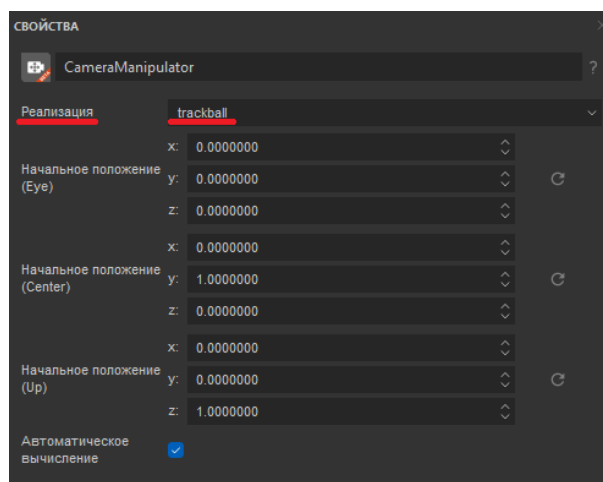 СВОЙСТВА
CameraManipulator ?
Реализация trackball
x: 0.0000000
Начальное положение (Eye) y: 0.0000000
z: 0.0000000
x: 0.0000000
Начальное положение (Center) y: 1.0000000
z: 0.0000000
x: 0.0000000
Начальное положение (Up) y: 0.0000000
z: 1.0000000
Автоматическое
вычисление